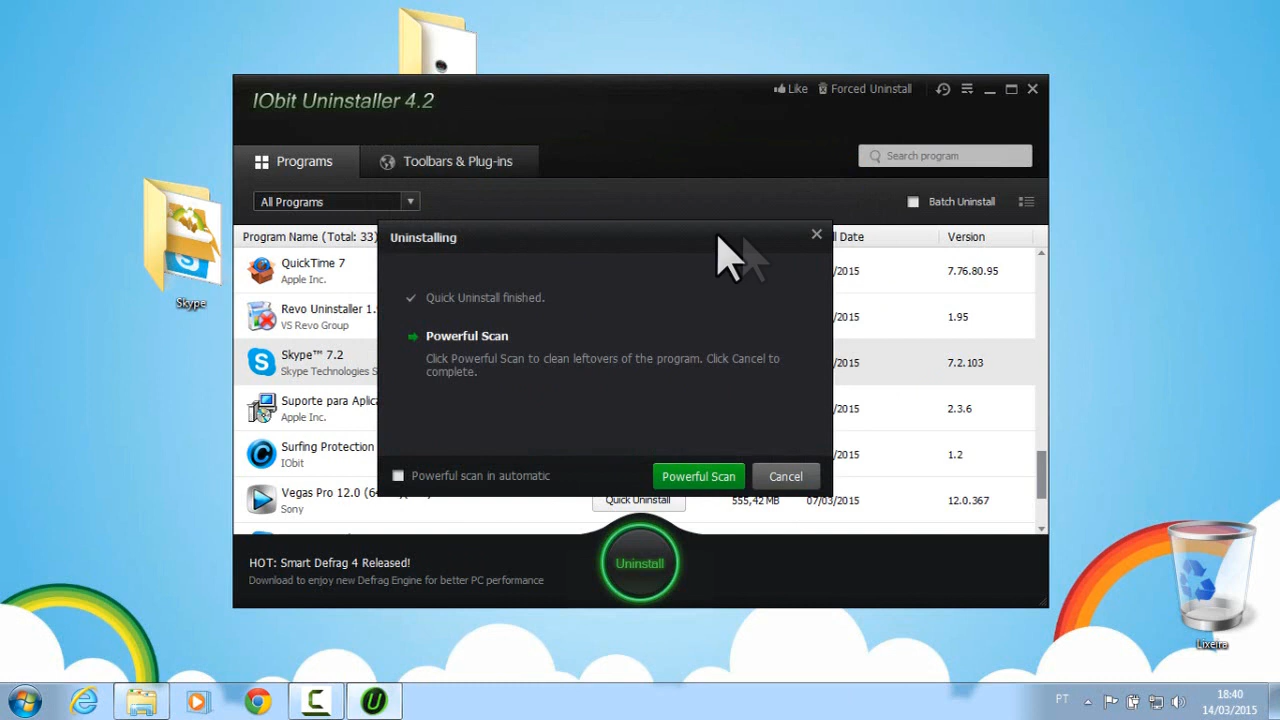 IObit Uninstaller 4.2
Like
Forced Uninstall
Programs
Toolbars & Plug-ins
Search program
All Programs
Batch Uninstall
Program Name (Total: 33)
Date
Version
QuickTime 7
Apple Inc.
/2015
7.76.80.95
Revo Uninstaller 1.
VS Revo Group
/2015
1.95
Skype™ 7.2
Skype Technologies S
/2015
7.2.103
Suporte para Aplica
Apple Inc.
/2015
2.3.6
Surfing Protection
IObit
/2015
1.2
Vegas Pro 12.0 (6
Sony
Quick Uninstall
555,42 MB
07/03/2015
12.0.367
Uninstalling
Quick Uninstall finished.
Powerful Scan
Click Powerful Scan to clean leftovers of the program. Click Cancel to
complete.
Powerful scan in automatic
Powerful Scan
Cancel
HOT: Smart Defrag 4 Released!
Download to enjoy new Defrag Engine for better PC performance
Uninstall
Skype
Lixeira
PT
18:40
14/03/2015